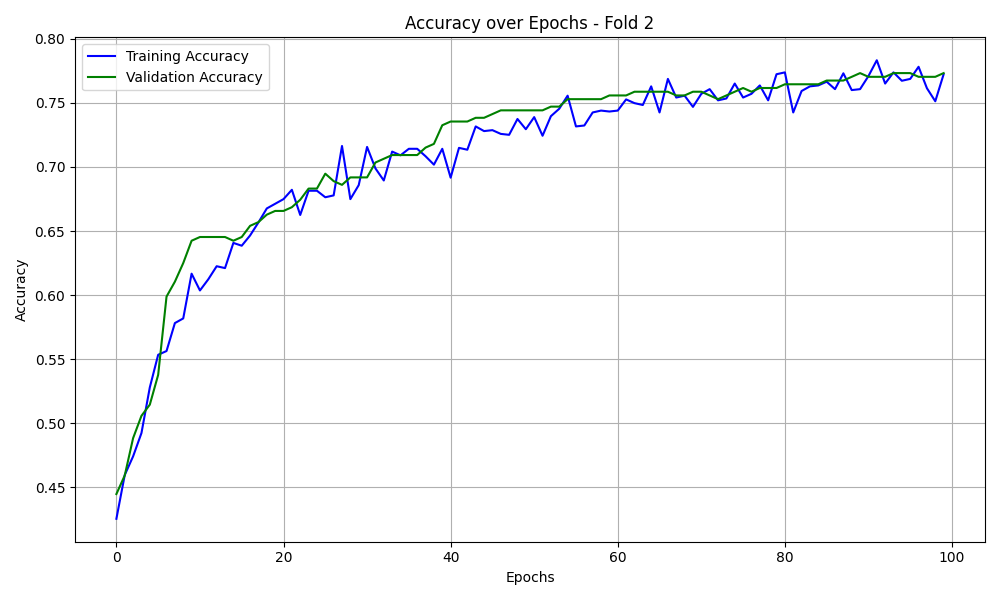 Accuracy over Epochs - Fold 2
Training Accuracy
Validation Accuracy
Accuracy
0.80
0.75
0.70
0.65
0.60
0.55
0.50
0.45
0 20 40 60 80 100
Epochs